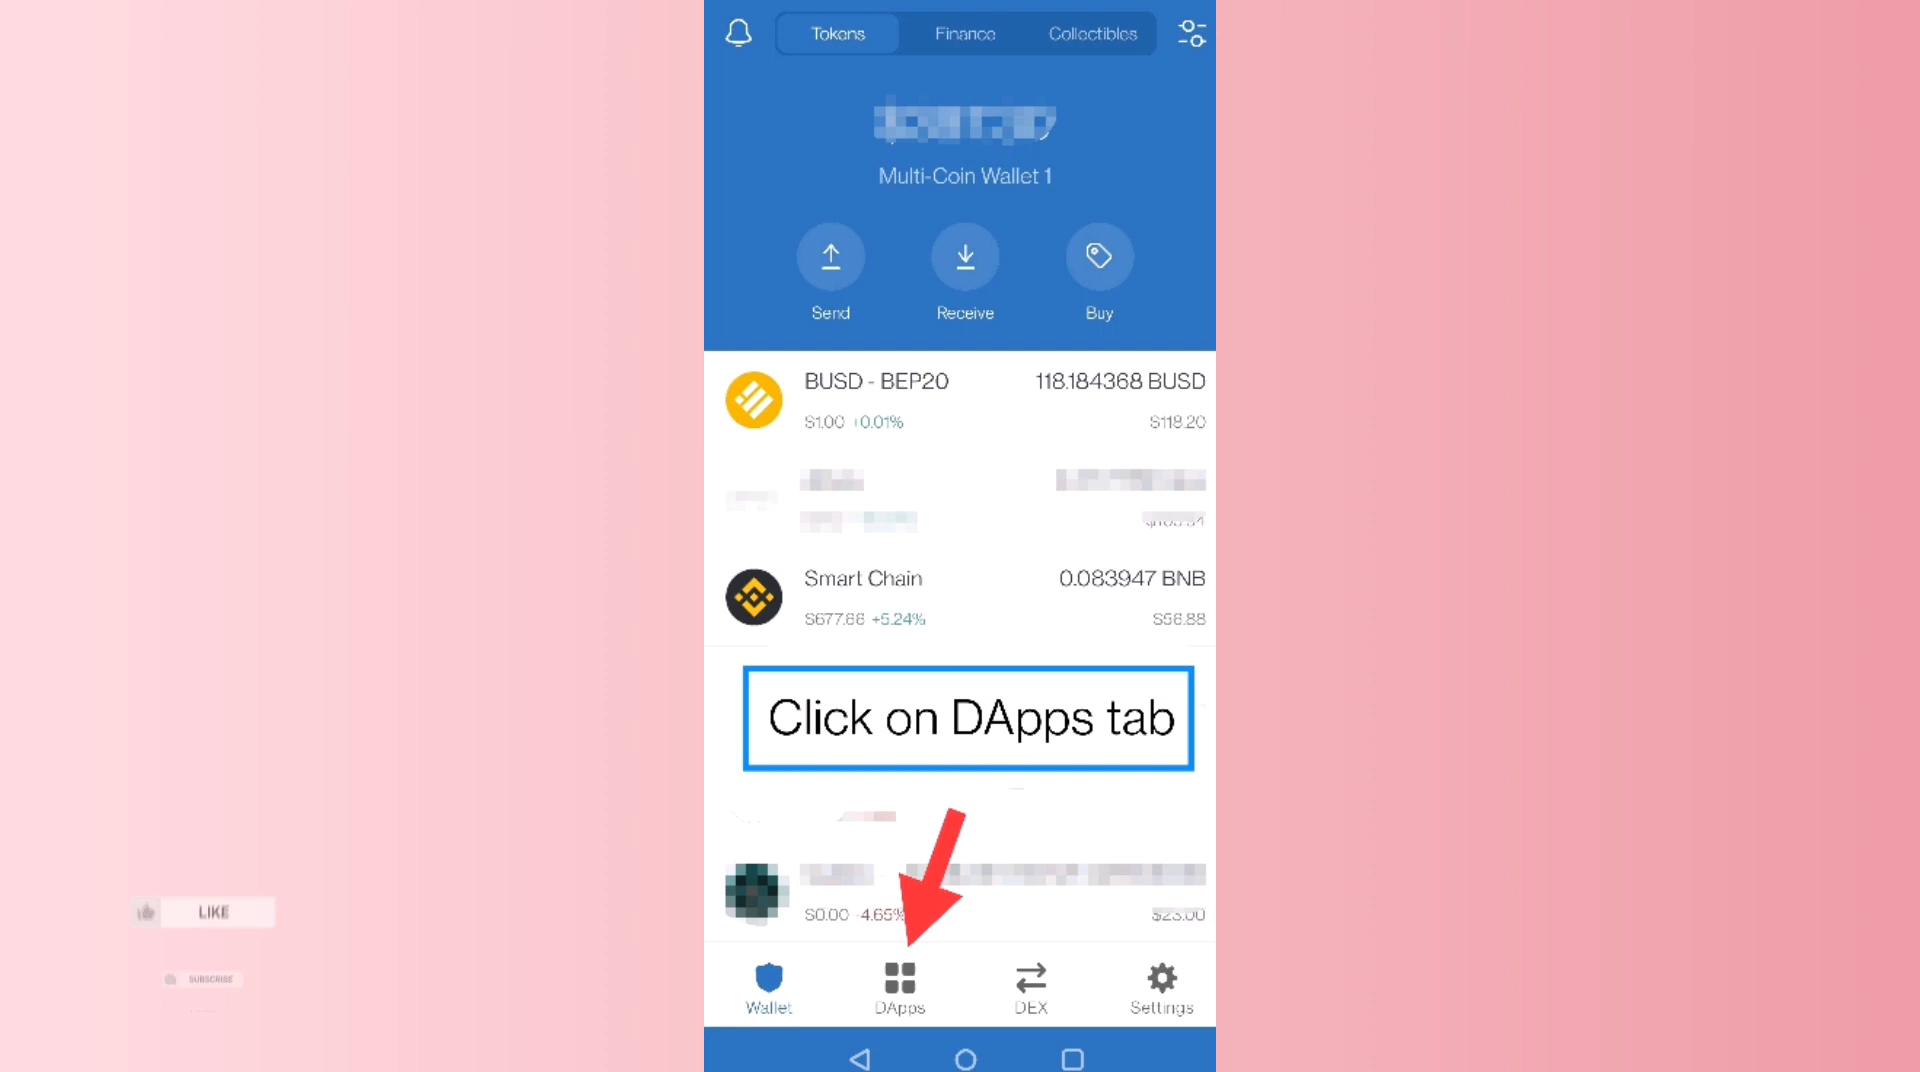 Tokens Finance Collectibles
Multi-Coin Wallet 1
Send Receive Buy
BUSD - BEP20 118.184368 BUSD
$1.00 +0.01% $118.20
Smart Chain 0.083947 BNB
$677.66 +5.24% $56.88
Click on DApps tab
$0.00 -4.65% $23.00
LIKE
SUBSCRIBE
Wallet DApps DEX Settings